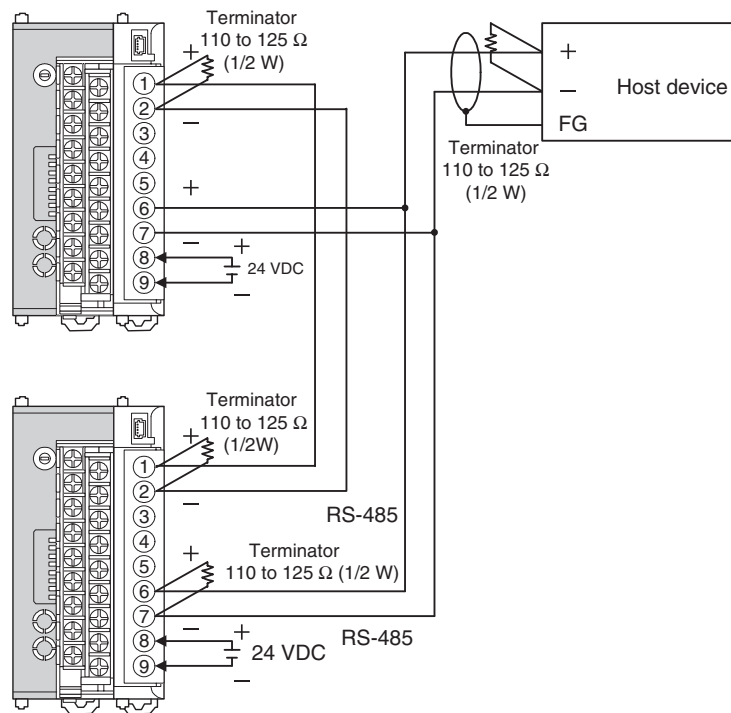 Terminator
110 to 125 Ω
(1/2 W)
+
1
2
−
3
4
5
+
6
7
−
8
+
24 VDC
9
−
+
−
FG
Host device
Terminator
110 to 125 Ω
(1/2 W)
Terminator
110 to 125 Ω
(1/2W)
+
1
2
−
3
RS-485
4
+
Terminator
110 to 125 Ω (1/2 W)
5
6
7
−
RS-485
8
+
24 VDC
9
−